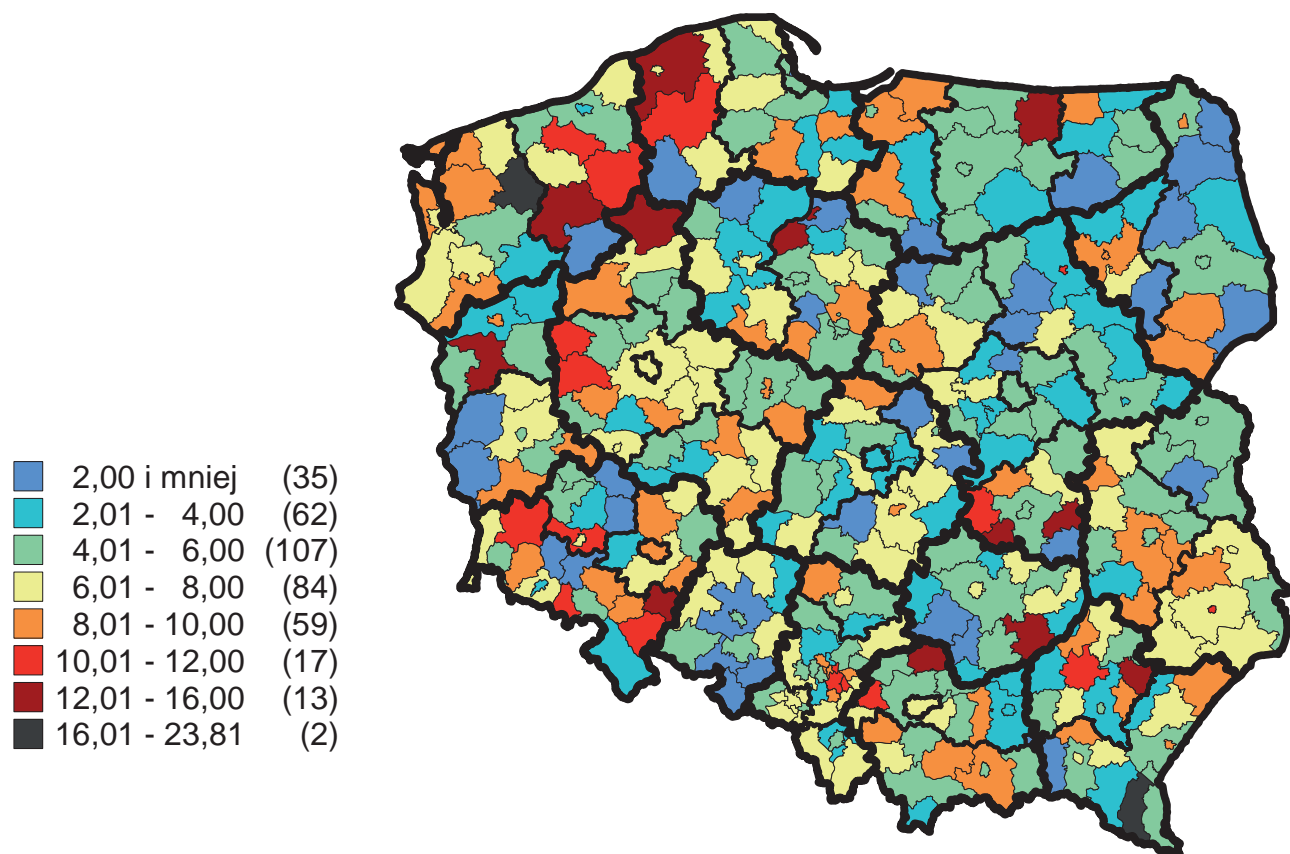 2,00 i mniej (35)
2,01 - 4,00 (62)
4,01 - 6,00 (107)
6,01 - 8,00 (84)
8,01 - 10,00 (59)
10,01 - 12,00 (17)
12,01 - 16,00 (13)
16,01 - 23,81 (2)